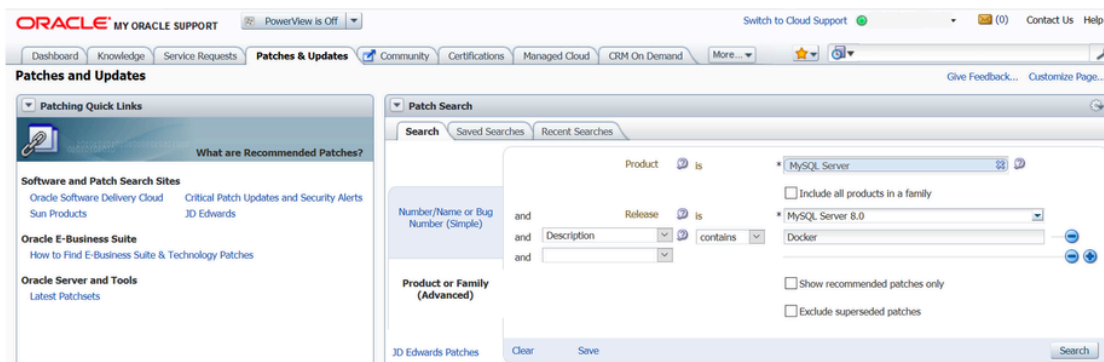 ORACLE MY ORACLE SUPPORT PowerView is Off Switch to Cloud Support (0) Contact Us Help
Dashboard Knowledge Service Requests Patches & Updates Community Certifications Managed Cloud CRM On Demand More...
Patches and Updates Give Feedback... Customize Page...
Patching Quick Links
What are Recommended Patches?
Software and Patch Search Sites
Oracle Software Delivery Cloud Critical Patch Updates and Security Alerts
Sun Products JD Edwards
Oracle E-Business Suite
How to Find E-Business Suite & Technology Patches
Oracle Server and Tools
Latest Patchsets
Patch Search
Search Saved Searches Recent Searches
Number/Name or Bug
Number (Simple)
Product or Family
(Advanced)
JD Edwards Patches
Product ? is * MySQL Server ?
Include all products in a family
and Release ? is * MySQL Server 8.0
and Description ? contains Docker
and
Show recommended patches only
Exclude superseded patches
Clear Save Search